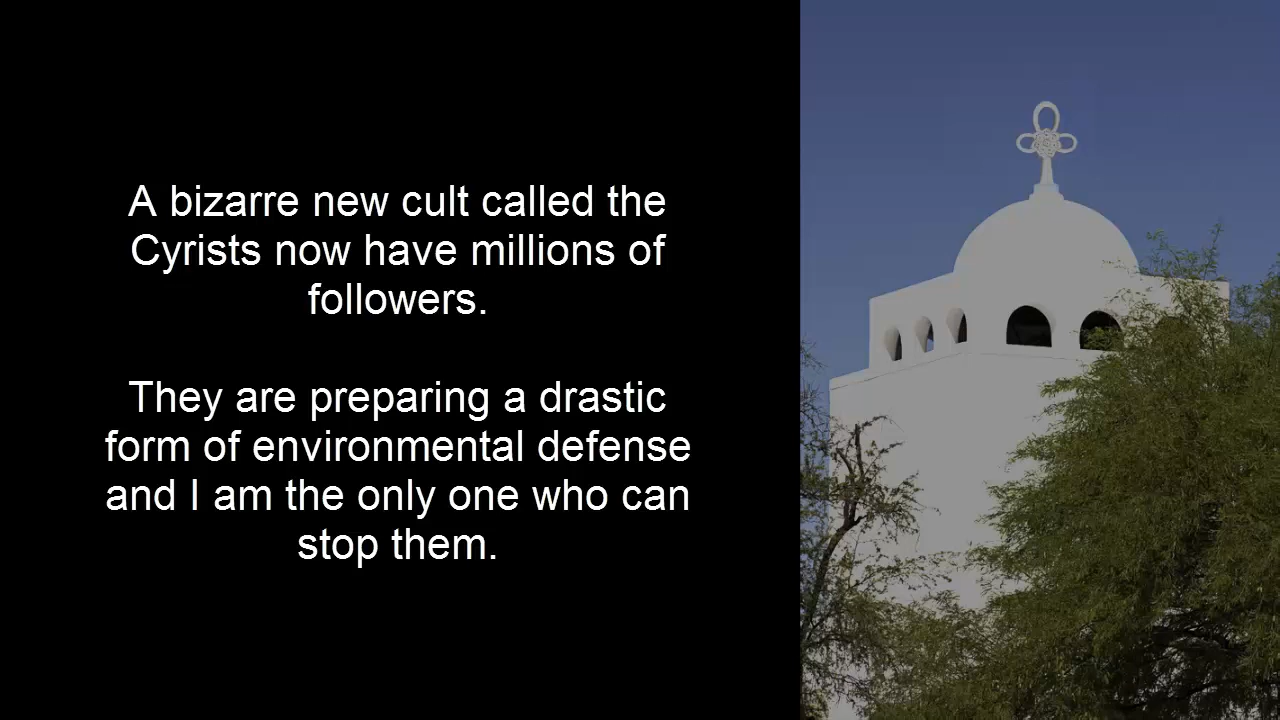 A bizarre new cult called the
Cyrists now have millions of
followers.
They are preparing a drastic
form of environmental defense
and I am the only one who can
stop them.